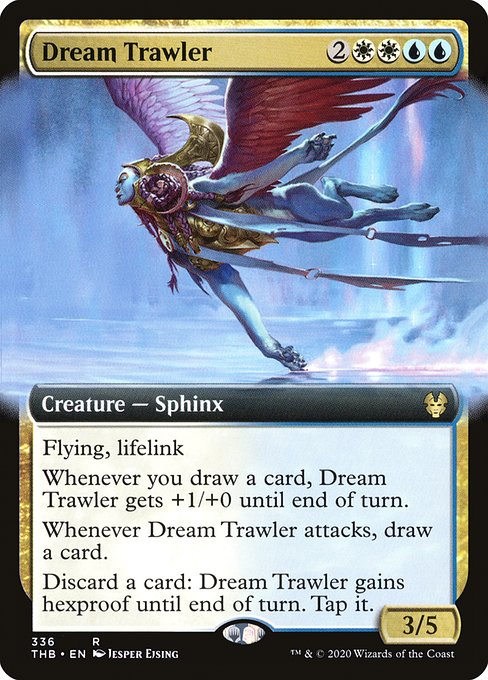 Dream Trawler 2
Creature — Sphinx
Flying, lifelink
Whenever you draw a card, Dream
Trawler gets +1/+0 until end of turn.
Whenever Dream Trawler attacks, draw
a card.
Discard a card: Dream Trawler gains
hexproof until end of turn. Tap it.
3/5
336 R
THB • EN Jesper Ejsing
™ & © 2020 Wizards of the Coast